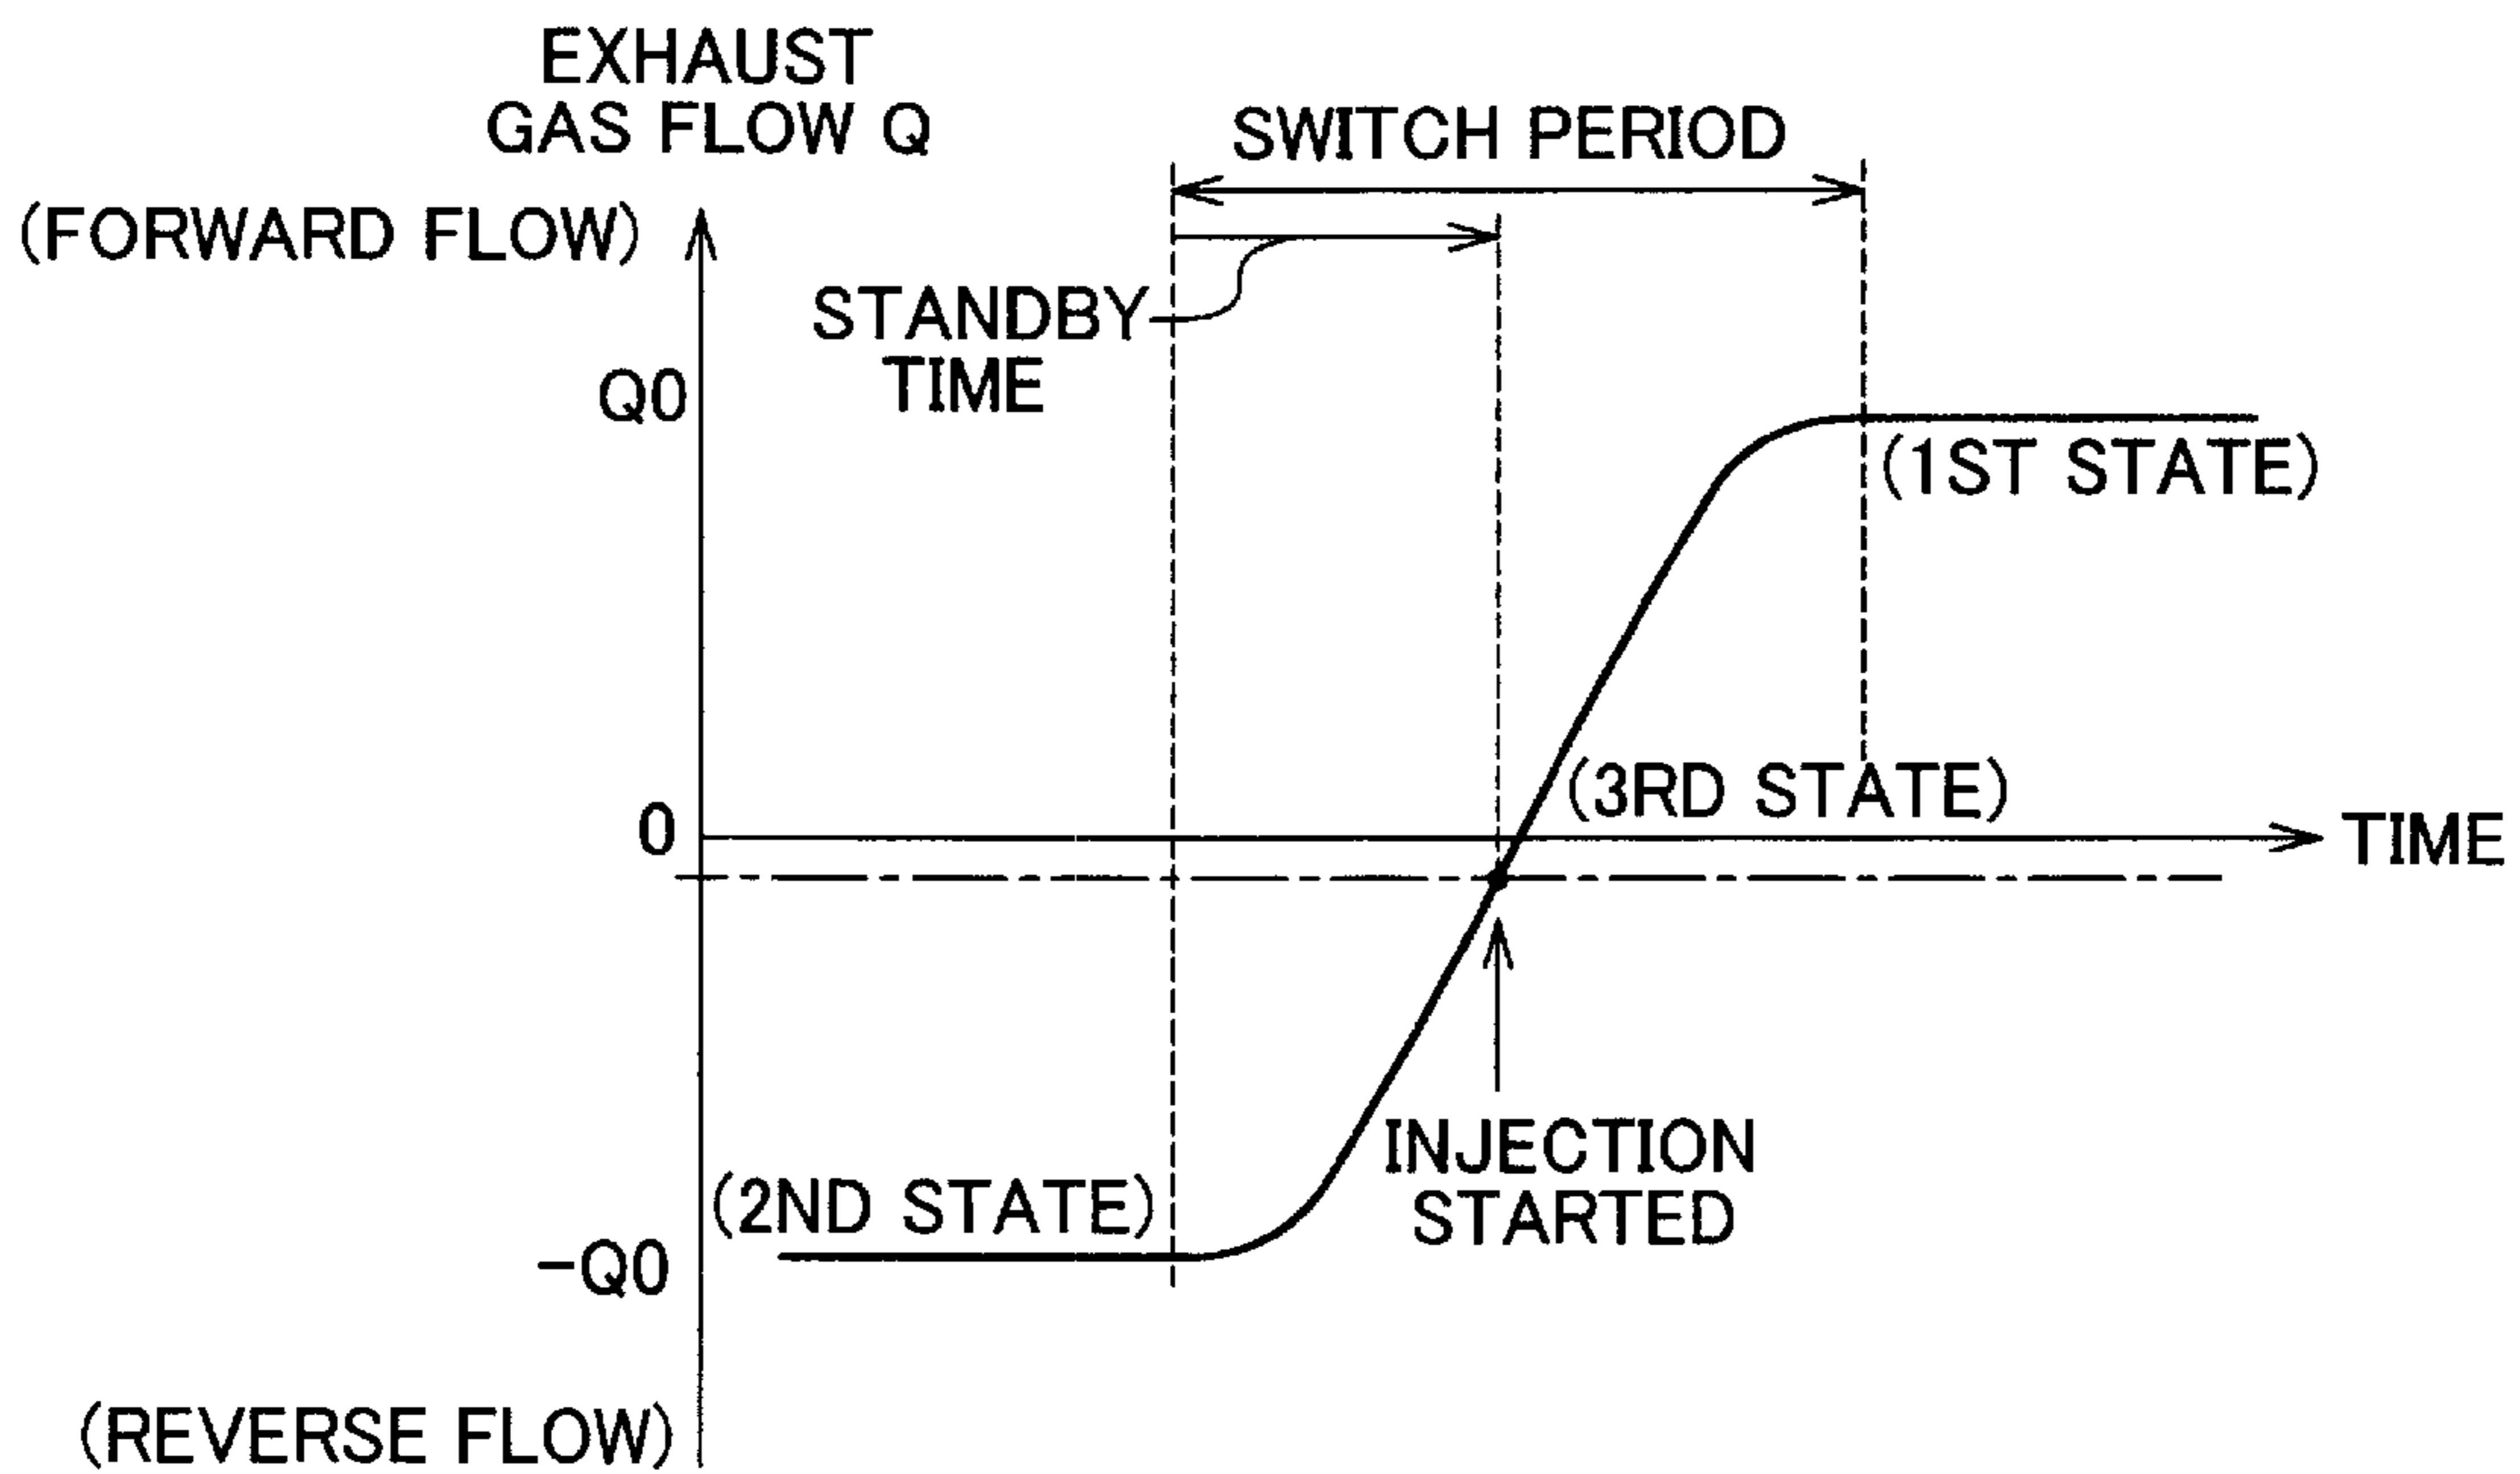 EXHAUST
GAS FLOW Q
SWITCH PERIOD
(FORWARD FLOW)
STANDBY
TIME
Q0
(1ST STATE)
(3RD STATE)
0
TIME
INJECTION
STARTED
(2ND STATE)
-Q0
(REVERSE FLOW)